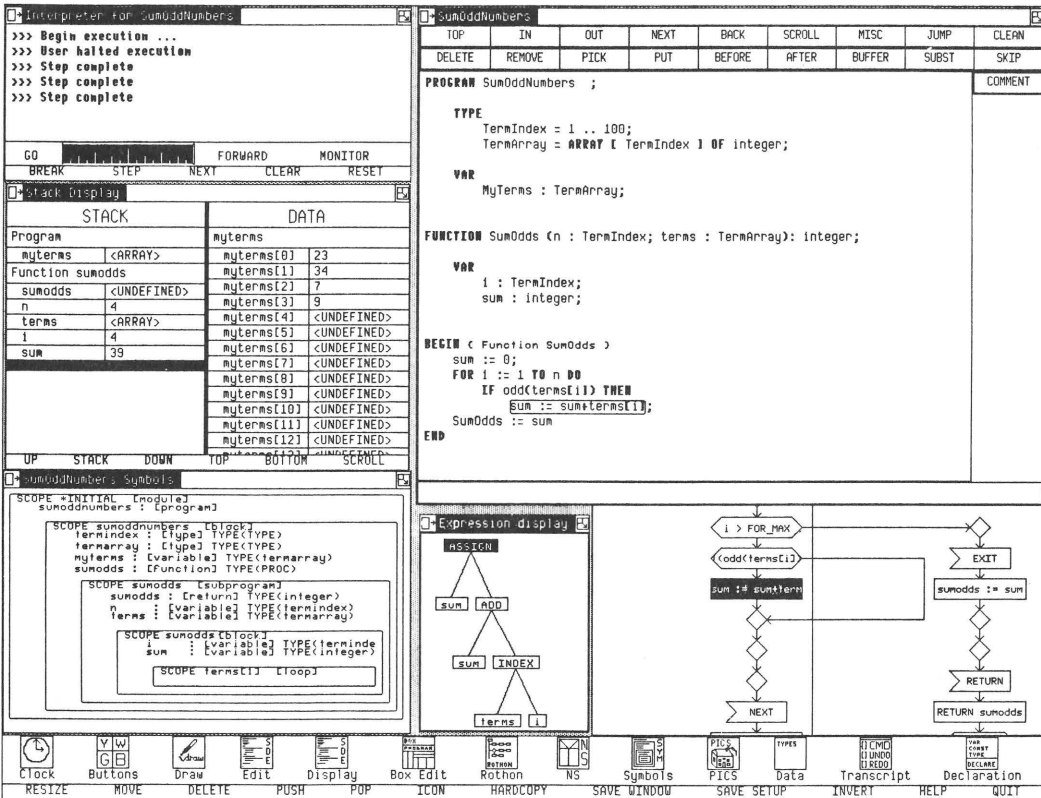 Interpreter for SumOddNumbers
>>> Begin execution ...
>>> User halted execution
>>> Step complete
>>> Step complete
>>> Step complete
GO FORWARD MONITOR
BREAK STEP NEXT CLEAR RESET
Stack Display
STACK DATA
Program myterms
myterms <ARRAY> myterms[0] 23
Function sumodds myterms[1] 34
sumodds <UNDEFINED> myterms[2] 7
n 4 myterms[3] 9
terms <ARRAY> myterms[4] <UNDEFINED>
i 4 myterms[5] <UNDEFINED>
sum 39 myterms[6] <UNDEFINED>
myterms[7] <UNDEFINED>
myterms[8] <UNDEFINED>
myterms[9] <UNDEFINED>
myterms[10] <UNDEFINED>
myterms[11] <UNDEFINED>
myterms[12] <UNDEFINED>
UP STACK DOWN TOP BOTTOM SCROLL
sumOddNumbers Symbols
SCOPE *INITIAL [module]
sumoddnumbers : [program]
SCOPE sumoddnumbers [block]
termindex : [type] TYPE(TYPE)
termarray : [type] TYPE(TYPE)
myterms : [variable] TYPE(termarray)
sumodds : [function] TYPE(PROC)
SCOPE sumodds [subprogram]
sumodds : [return] TYPE(integer)
n : [variable] TYPE(termindex)
terms : [variable] TYPE(termarray)
SCOPE sumodds [block]
i : [variable] TYPE(terminde
sum : [variable] TYPE(integer)
SCOPE terms[i] [loop]
SumOddNumbers
TOP IN OUT NEXT BACK SCROLL MISC JUMP CLEAN
DELETE REMOVE PICK PUT BEFORE AFTER BUFFER SUBST SKIP
COMMENT
PROGRAM SumOddNumbers ;
TYPE
TermIndex = 1 .. 100;
TermArray = ARRAY [ TermIndex ] OF integer;
VAR
MyTerms : TermArray;
FUNCTION SumOdds (n : TermIndex; terms : TermArray): integer;
VAR
i : TermIndex;
sum : integer;
BEGIN { Function SumOdds }
sum := 0;
FOR i := 1 TO n DO
IF odd(terms[i]) THEN
sum := sum+terms[i];
SumOdds := sum
END
Expression display
ASSIGN
sum ADD
sum INDEX
terms i
i > FOR_MAX
(odd(terms[i]
EXIT
sum := sum+term
sumodds := sum
RETURN
NEXT
RETURN sumodds
Y W
G B
Draw
S D E
S D E
BOX
PROGRAM
ROTHON
N S
S Y M
PICS
TYPES
CMD
UNDO
REDO
VAR
CONST
TYPE
DECLARE
Clock Buttons Draw Edit Display Box Edit Rothon NS Symbols PICS Data Transcript Declaration
RESIZE MOVE DELETE PUSH POP ICON HARDCOPY SAVE WINDOW SAVE SETUP INVERT HELP QUIT